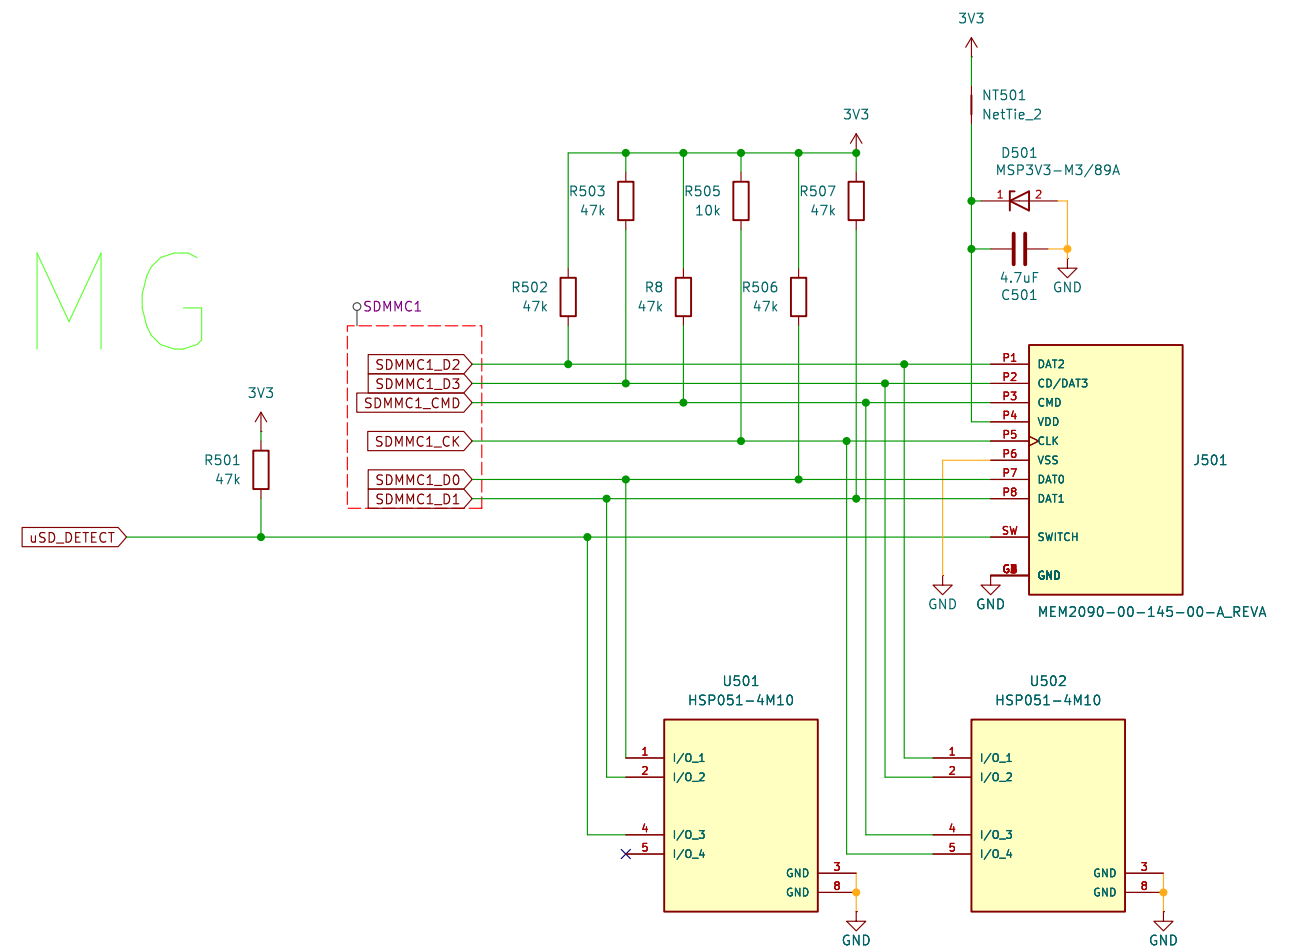 3V3
NT501
NetTie_2
3V3
D501
MSP3V3-M3/89A
R503
47k
R505
10k
R507
47k
1
2
MG
R502
47k
R8
47k
R506
47k
4.7uF
C501
GND
SDMMC1
SDMMC1_D2
P1
DAT2
SDMMC1_D3
P2
CD/DAT3
SDMMC1_CMD
P3
CMD
3V3
P4
VDD
SDMMC1_CK
P5
CLK
R501
47k
P6
VSS
J501
SDMMC1_D0
P7
DAT0
SDMMC1_D1
P8
DAT1
uSD_DETECT
SW
SWITCH
GND
GND
GND
MEM2090-00-145-00-A_REVA
U501
HSP051-4M10
U502
HSP051-4M10
1
I/O_1
2
I/O_2
4
I/O_3
5
I/O_4
GND
3
GND
8
GND
1
I/O_1
2
I/O_2
4
I/O_3
5
I/O_4
GND
3
GND
8
GND